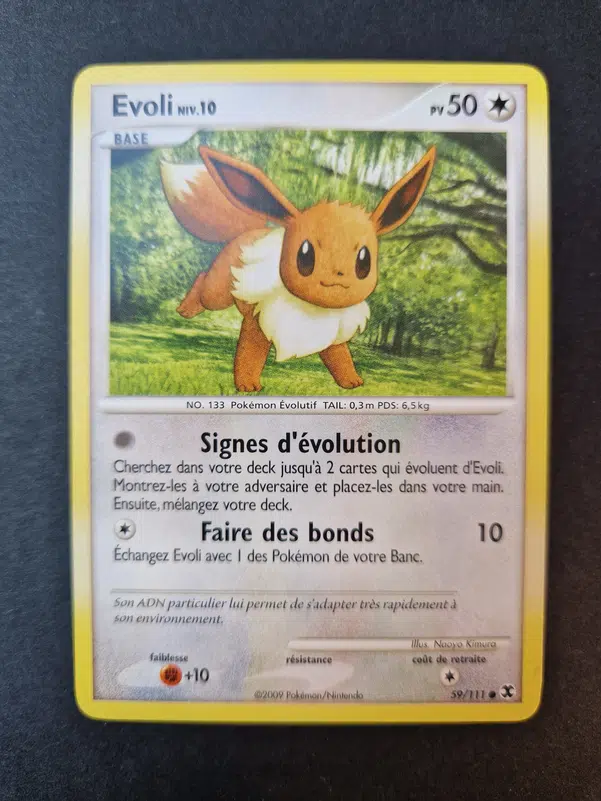 Evoli NIV.10 PV 50
BASE
NO. 133 Pokémon Évolutif TAIL: 0,3 m PDS: 6,5 kg
Signes d'évolution
Cherchez dans votre deck jusqu'à 2 cartes qui évoluent d'Evoli.
Montrez-les à votre adversaire et placez-les dans votre main.
Ensuite, mélangez votre deck.
Faire des bonds 10
Échangez Evoli avec 1 des Pokémon de votre Banc.
Son ADN particulier lui permet de s'adapter très rapidement à
son environnement.
Illus. Naoyo Kimura
faiblesse résistance coût de retraite
+10
©2009 Pokémon/Nintendo
59/111